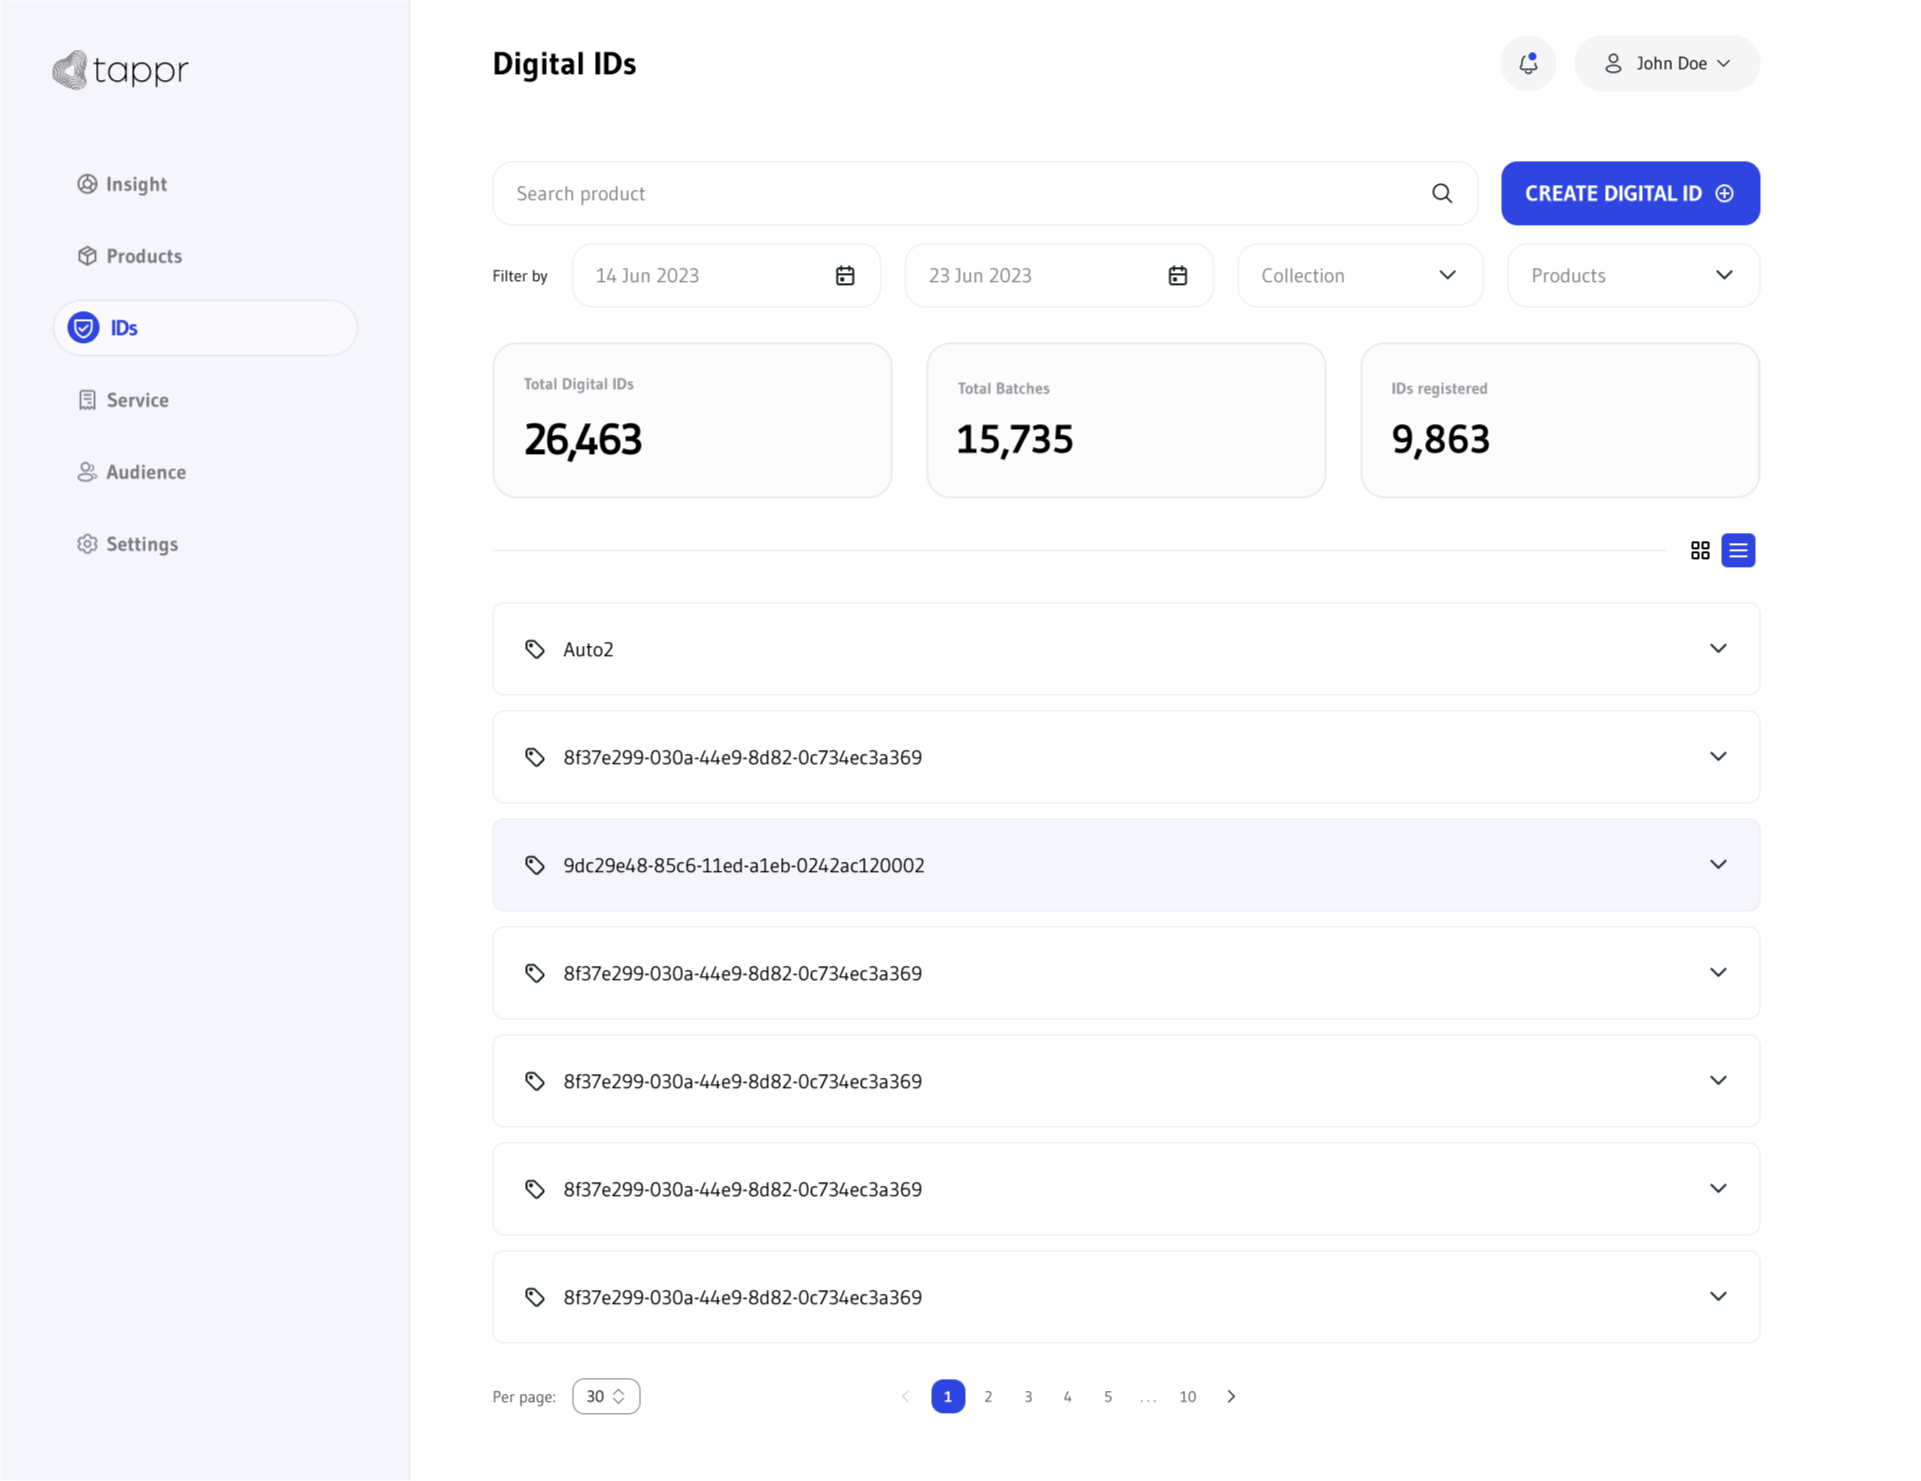 tappr
Insight
Products
IDs
Service
Audience
Settings
Digital IDs
John Doe
Search product
CREATE DIGITAL ID
Filter by
14 Jun 2023
23 Jun 2023
Collection
Products
Total Digital IDs
26,463
Total Batches
15,735
IDs registered
9,863
Auto2
8f37e299-030a-44e9-8d82-0c734ec3a369
9dc29e48-85c6-11ed-a1eb-0242ac120002
8f37e299-030a-44e9-8d82-0c734ec3a369
8f37e299-030a-44e9-8d82-0c734ec3a369
8f37e299-030a-44e9-8d82-0c734ec3a369
8f37e299-030a-44e9-8d82-0c734ec3a369
Per page: 30
1 2 3 4 5 ... 10